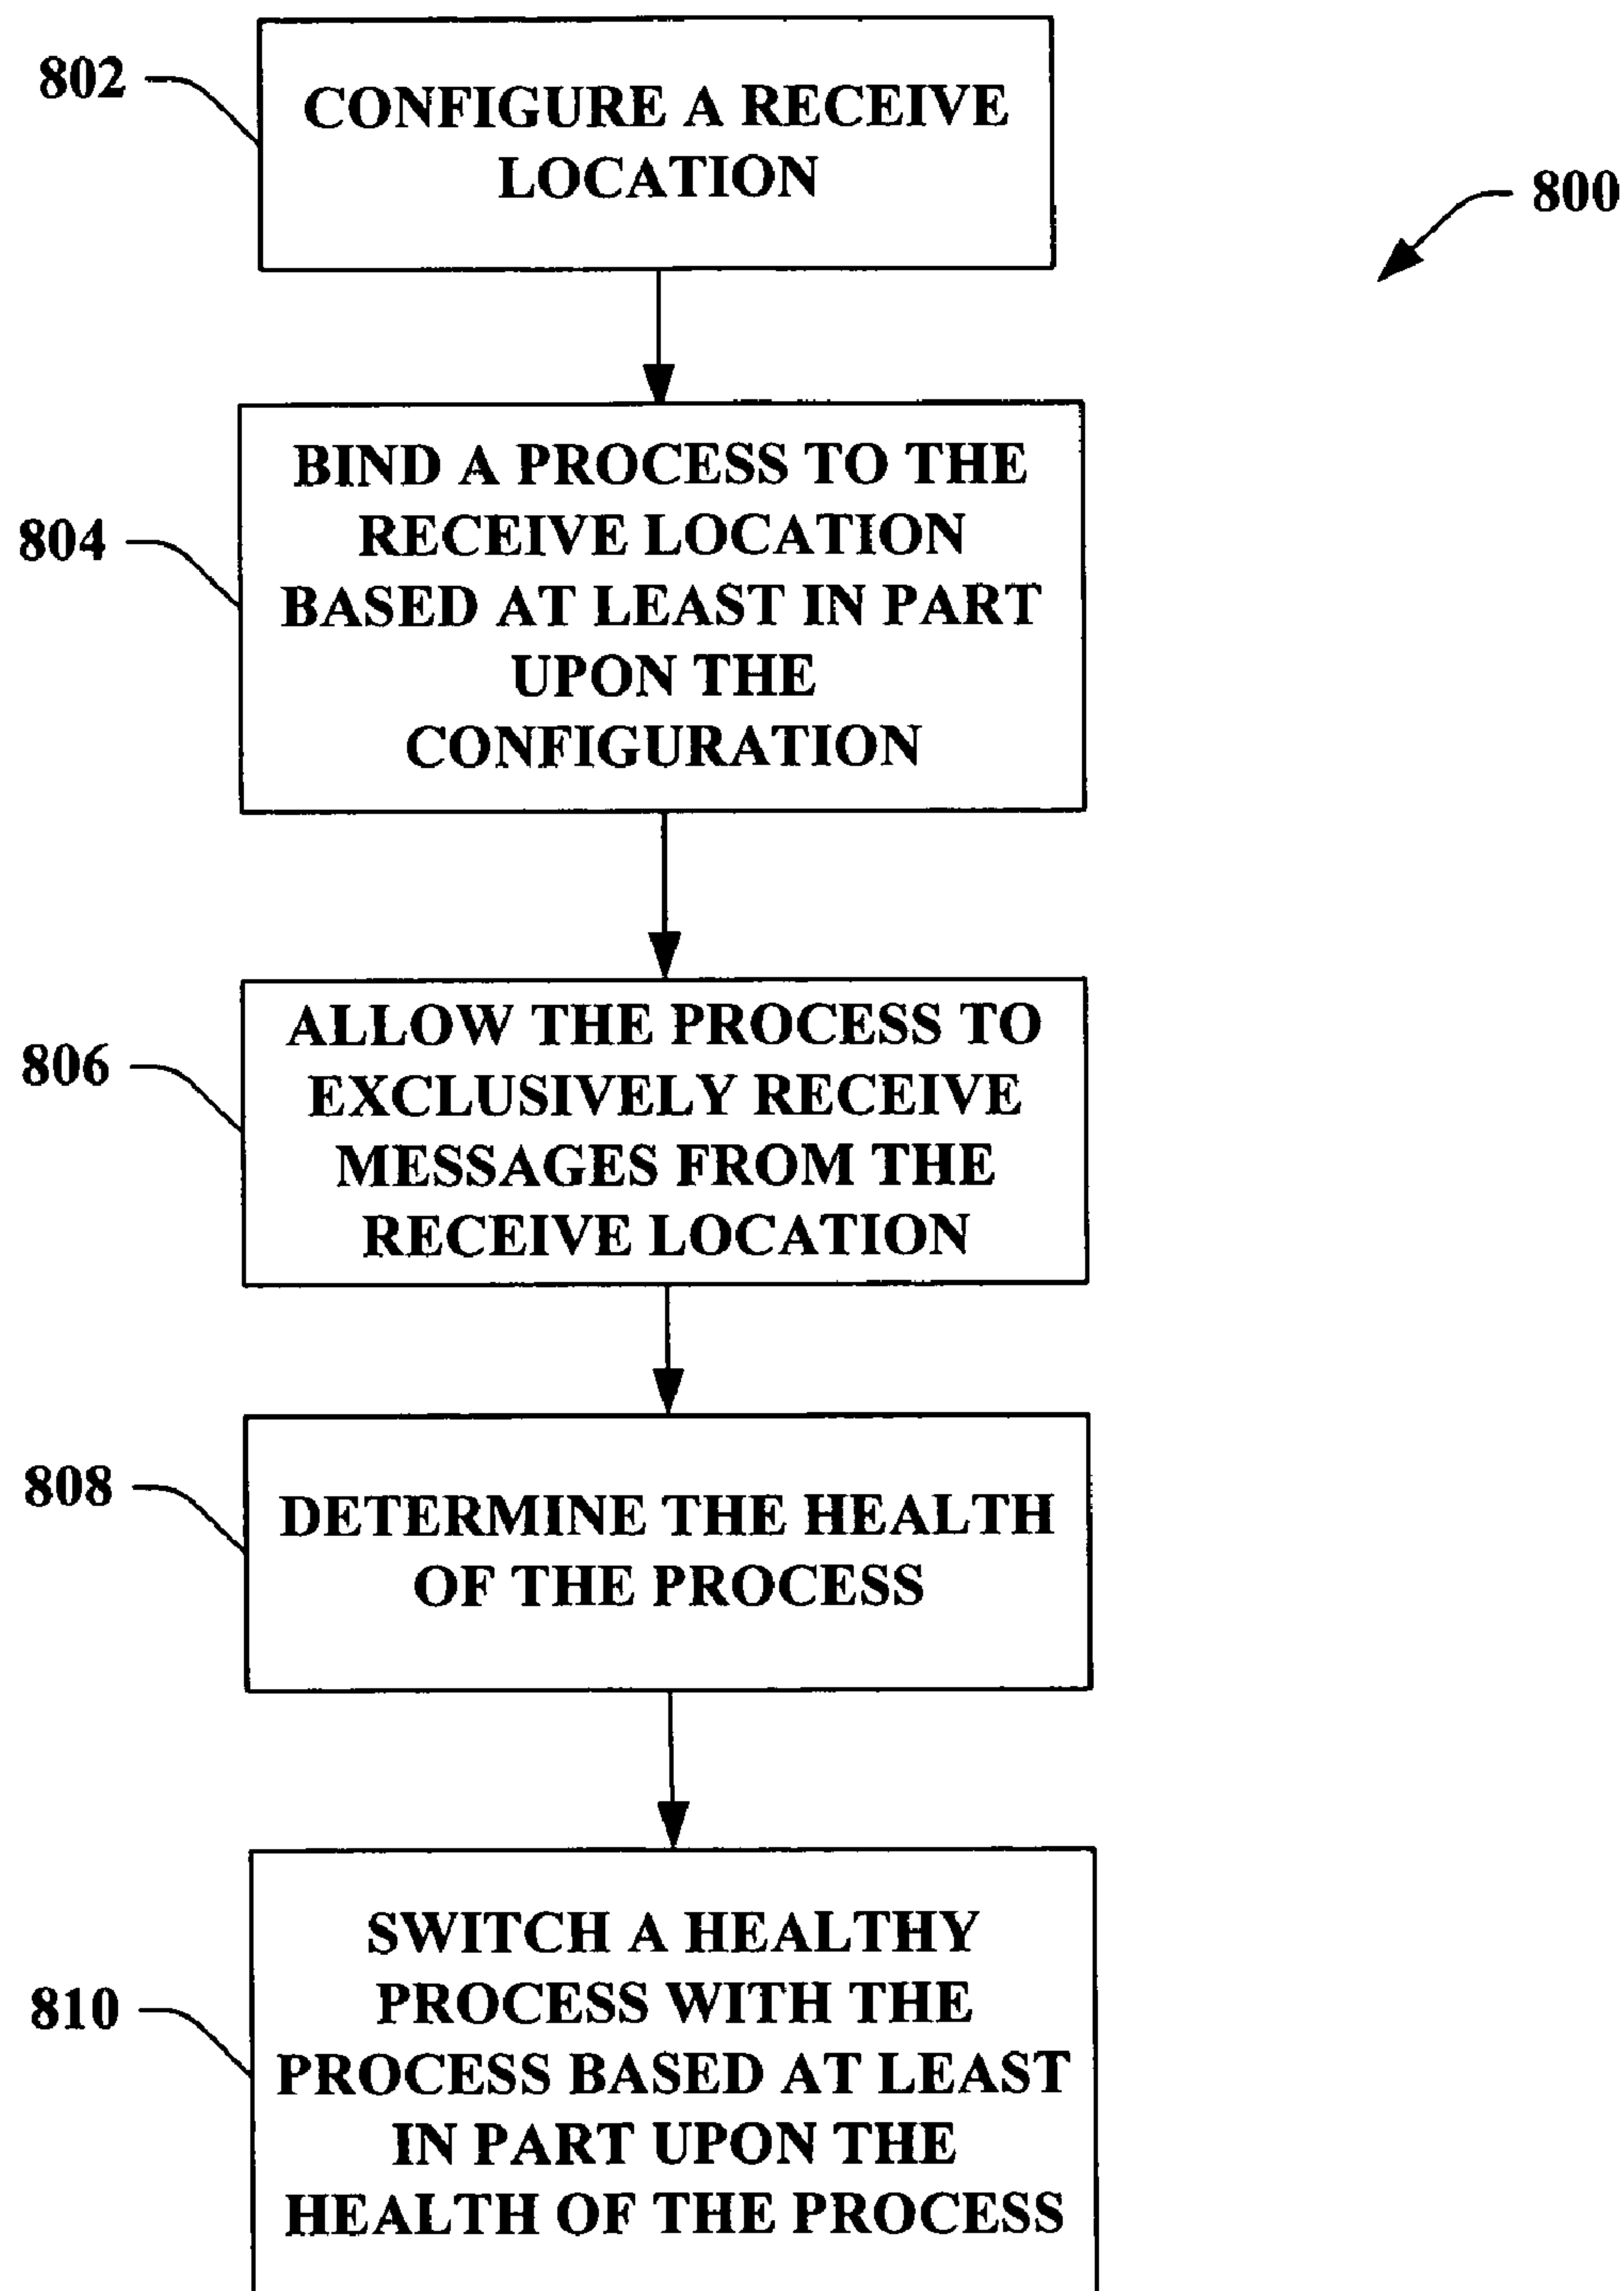 802
CONFIGURE A RECEIVE
LOCATION
800
804
BIND A PROCESS TO THE
RECEIVE LOCATION
BASED AT LEAST IN PART
UPON THE
CONFIGURATION
806
ALLOW THE PROCESS TO
EXCLUSIVELY RECEIVE
MESSAGES FROM THE
RECEIVE LOCATION
808
DETERMINE THE HEALTH
OF THE PROCESS
810
SWITCH A HEALTHY
PROCESS WITH THE
PROCESS BASED AT LEAST
IN PART UPON THE
HEALTH OF THE PROCESS